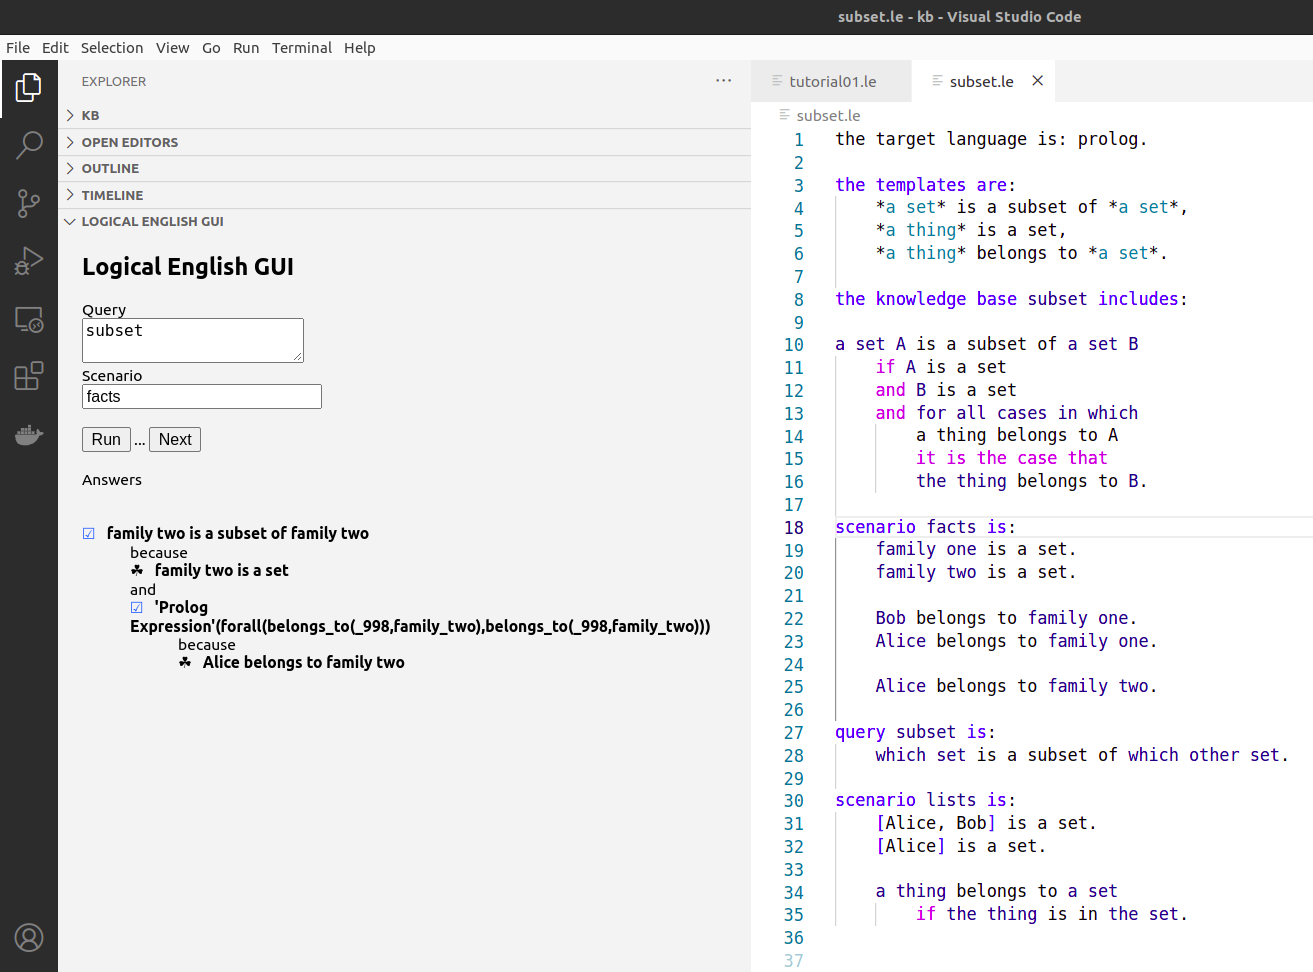 subset.le - kb - Visual Studio Code
File Edit Selection View Go Run Terminal Help
EXPLORER
KB
OPEN EDITORS
OUTLINE
TIMELINE
LOGICAL ENGLISH GUI
Logical English GUI
Query
subset
Scenario
facts
Run ... Next
Answers
☑ family two is a subset of family two
because
☘ family two is a set
and
☑ 'Prolog
Expression'(forall(belongs_to(_998,family_two),belongs_to(_998,family_two)))
because
☘ Alice belongs to family two
tutorial01.le subset.le
subset.le
1 the target language is: prolog.
2
3 the templates are:
4 *a set* is a subset of *a set*,
5 *a thing* is a set,
6 *a thing* belongs to *a set*.
7
8 the knowledge base subset includes:
9
10 a set A is a subset of a set B
11 if A is a set
12 and B is a set
13 and for all cases in which
14 a thing belongs to A
15 it is the case that
16 the thing belongs to B.
17
18 scenario facts is:
19 family one is a set.
20 family two is a set.
21
22 Bob belongs to family one.
23 Alice belongs to family one.
24
25 Alice belongs to family two.
26
27 query subset is:
28 which set is a subset of which other set.
29
30 scenario lists is:
31 [Alice, Bob] is a set.
32 [Alice] is a set.
33
34 a thing belongs to a set
35 if the thing is in the set.
36
37